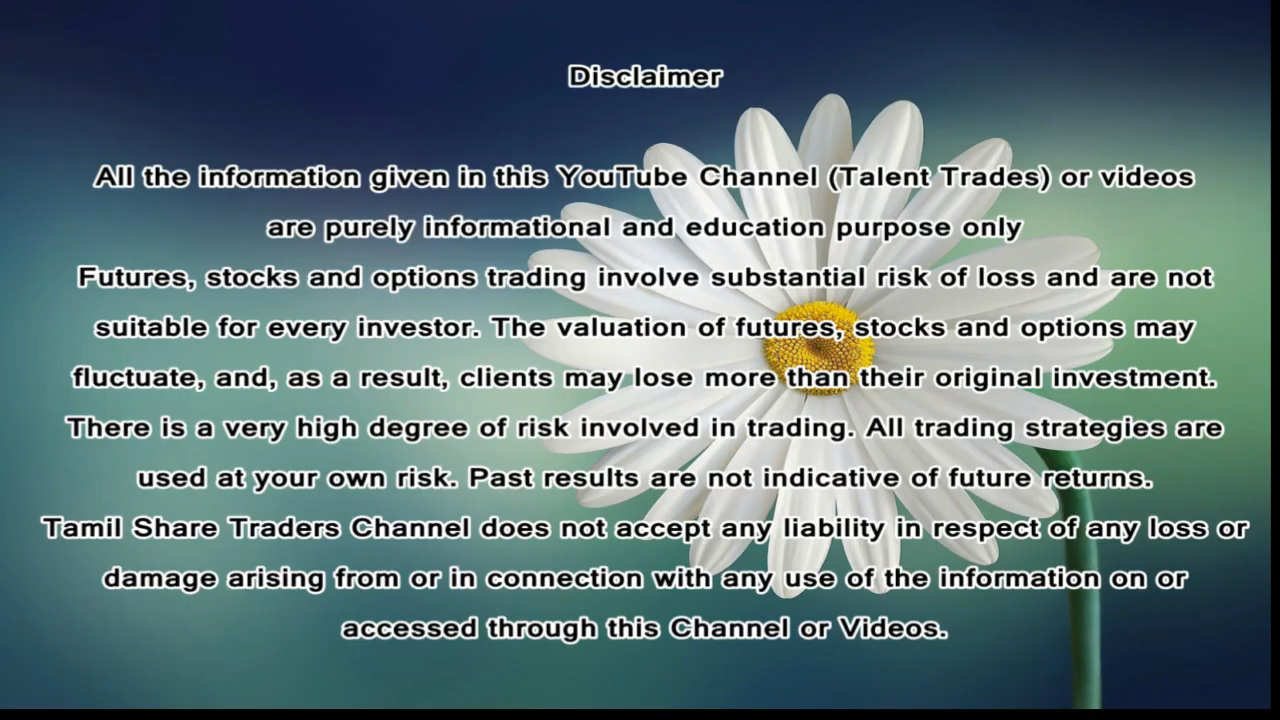 Disclaimer
All the information given in this YouTube Channel (Talent Trades) or videos
are purely informational and education purpose only
Futures, stocks and options trading involve substantial risk of loss and are not
suitable for every investor. The valuation of futures, stocks and options may
fluctuate, and, as a result, clients may lose more than their original investment.
There is a very high degree of risk involved in trading. All trading strategies are
used at your own risk. Past results are not indicative of future returns.
Tamil Share Traders Channel does not accept any liability in respect of any loss or
damage arising from or in connection with any use of the information on or
accessed through this Channel or Videos.